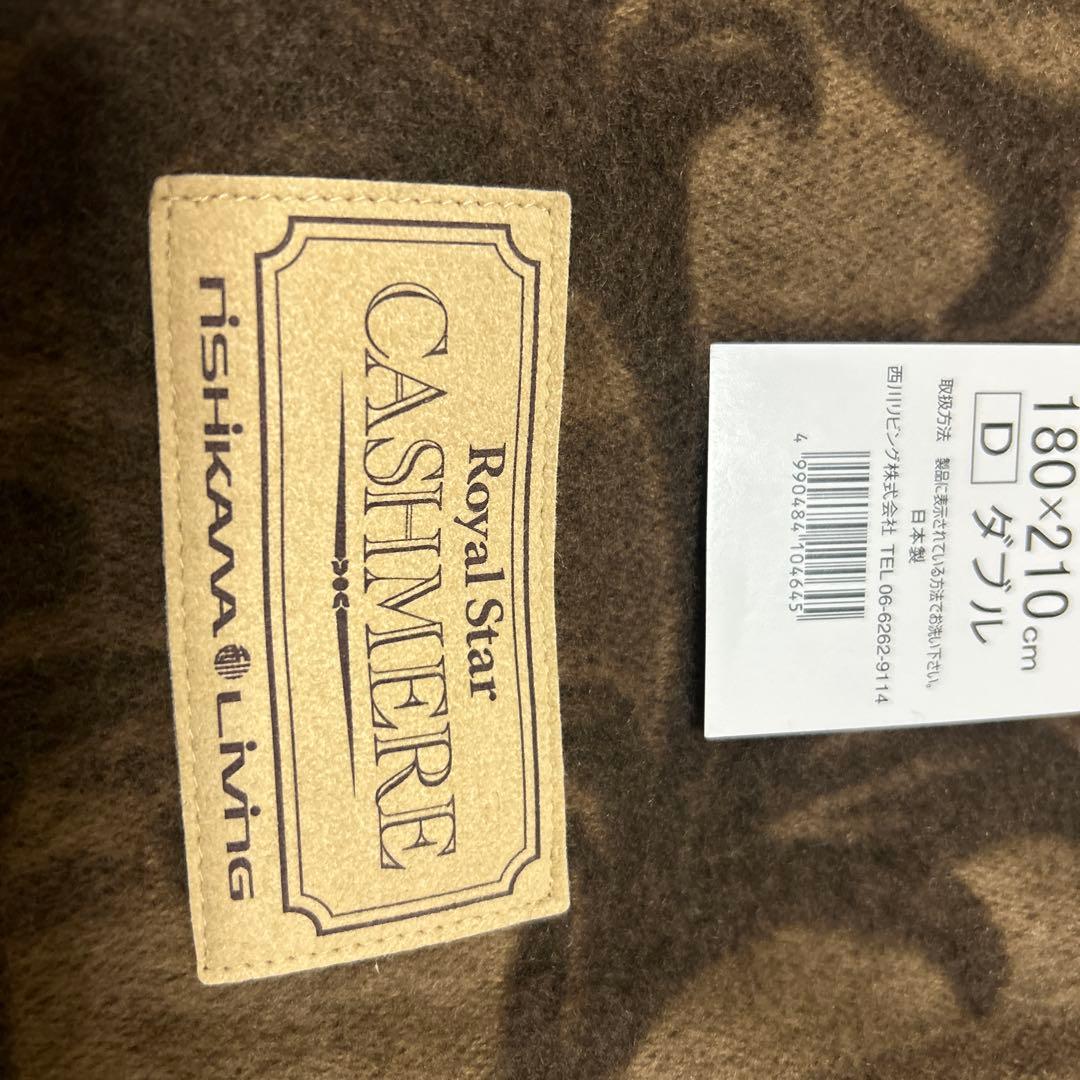 Royal Star
CASHMERE
nishikawa Living
180×210cm
D ダブル
取扱方法 製品に表示されている方法でお洗い下さい。
日本製
西川リビング株式会社 TEL 06-6262-9114
4 990484 104645